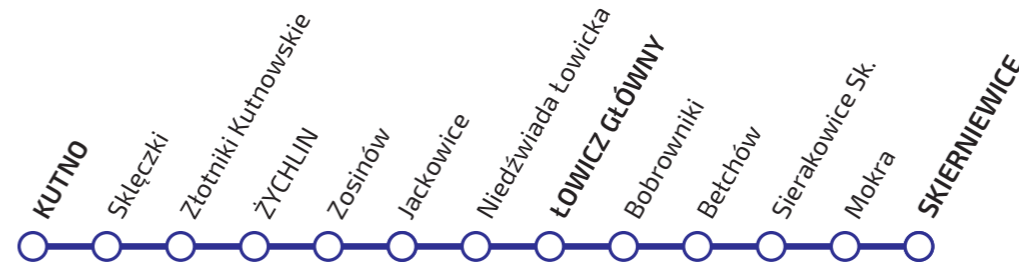 KUTNO
Sklęczki
Złotniki Kutnowskie
ŻYCHLIN
Zosinów
Jackowice
Niedźwiada Łowicka
ŁOWICZ GŁÓWNY
Bobrowniki
Bełchów
Sierakowice Sk.
Mokra
SKIERNIEWICE